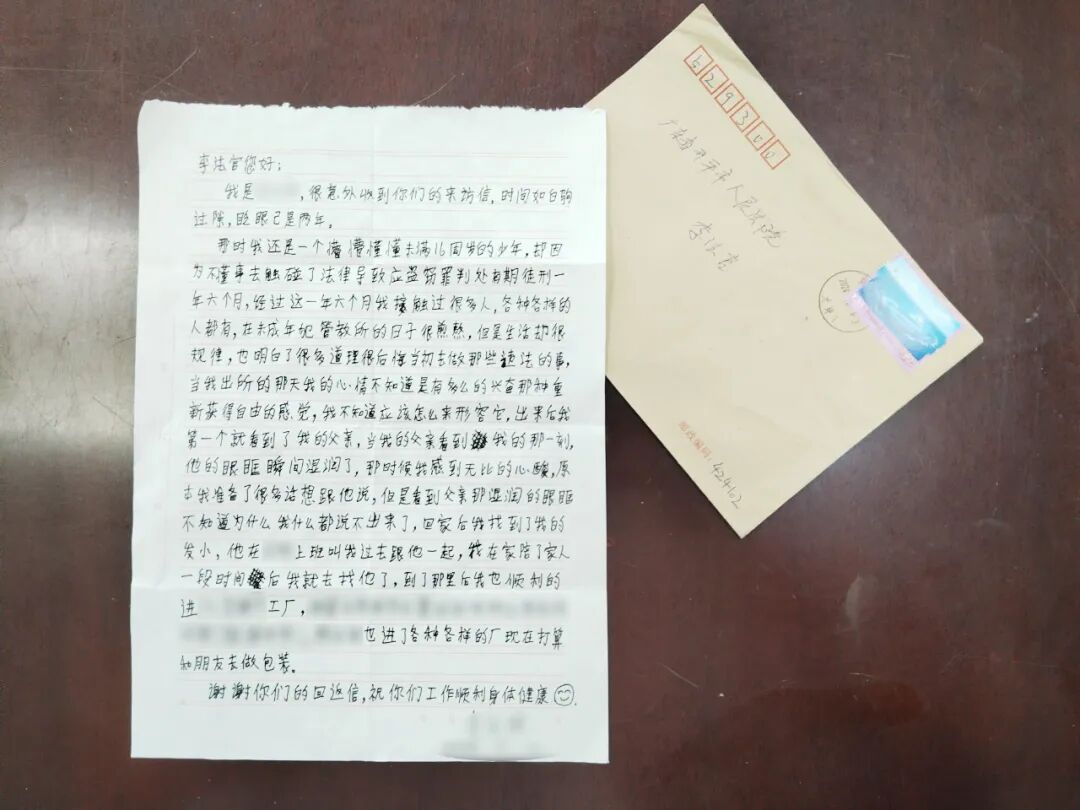 李法官您好：
我是，很意外收到你们的来访信，时间如白驹
过隙，眨眼已是两年。
那时我还是一个懵懵懂懂未满16周岁的少年，却因
为不懂事去触碰了法律导致应盗窃罪判处有期徒刑一
年六个月，经过这一年六个月我接触过很多人，各种各样的
人都有，在未成年犯管教所的日子很煎熬，但是生活却很
规律，也明白了很多道理很后悔当初去做那些违法的事，
当我出所的那天我的心情不知道是有多么的兴奋那种重
新获得自由的感觉，我不知道应该怎么来形容它，出来后我
第一个就看到了我的父亲，当我的父亲看到我的那一刻，
他的眼眶瞬间湿润了，那时候我感到无比的心酸，原
本我准备了很多话想跟他说，但是看到父亲那湿润的眼眶
不知道为什么我什么都说不出来了，回家后我找到了我的
发小，他在上班叫我过去跟他一起，我在家陪了家人
一段时间后我就去找他了，到了那里后我也顺利的
进工厂，
也进了各种各样的厂现在打算
和朋友去做包装。
谢谢你们的回返信，祝你们工作顺利身体健康
529300
广东省开平市人民法院
李法官
邮政编码：424102